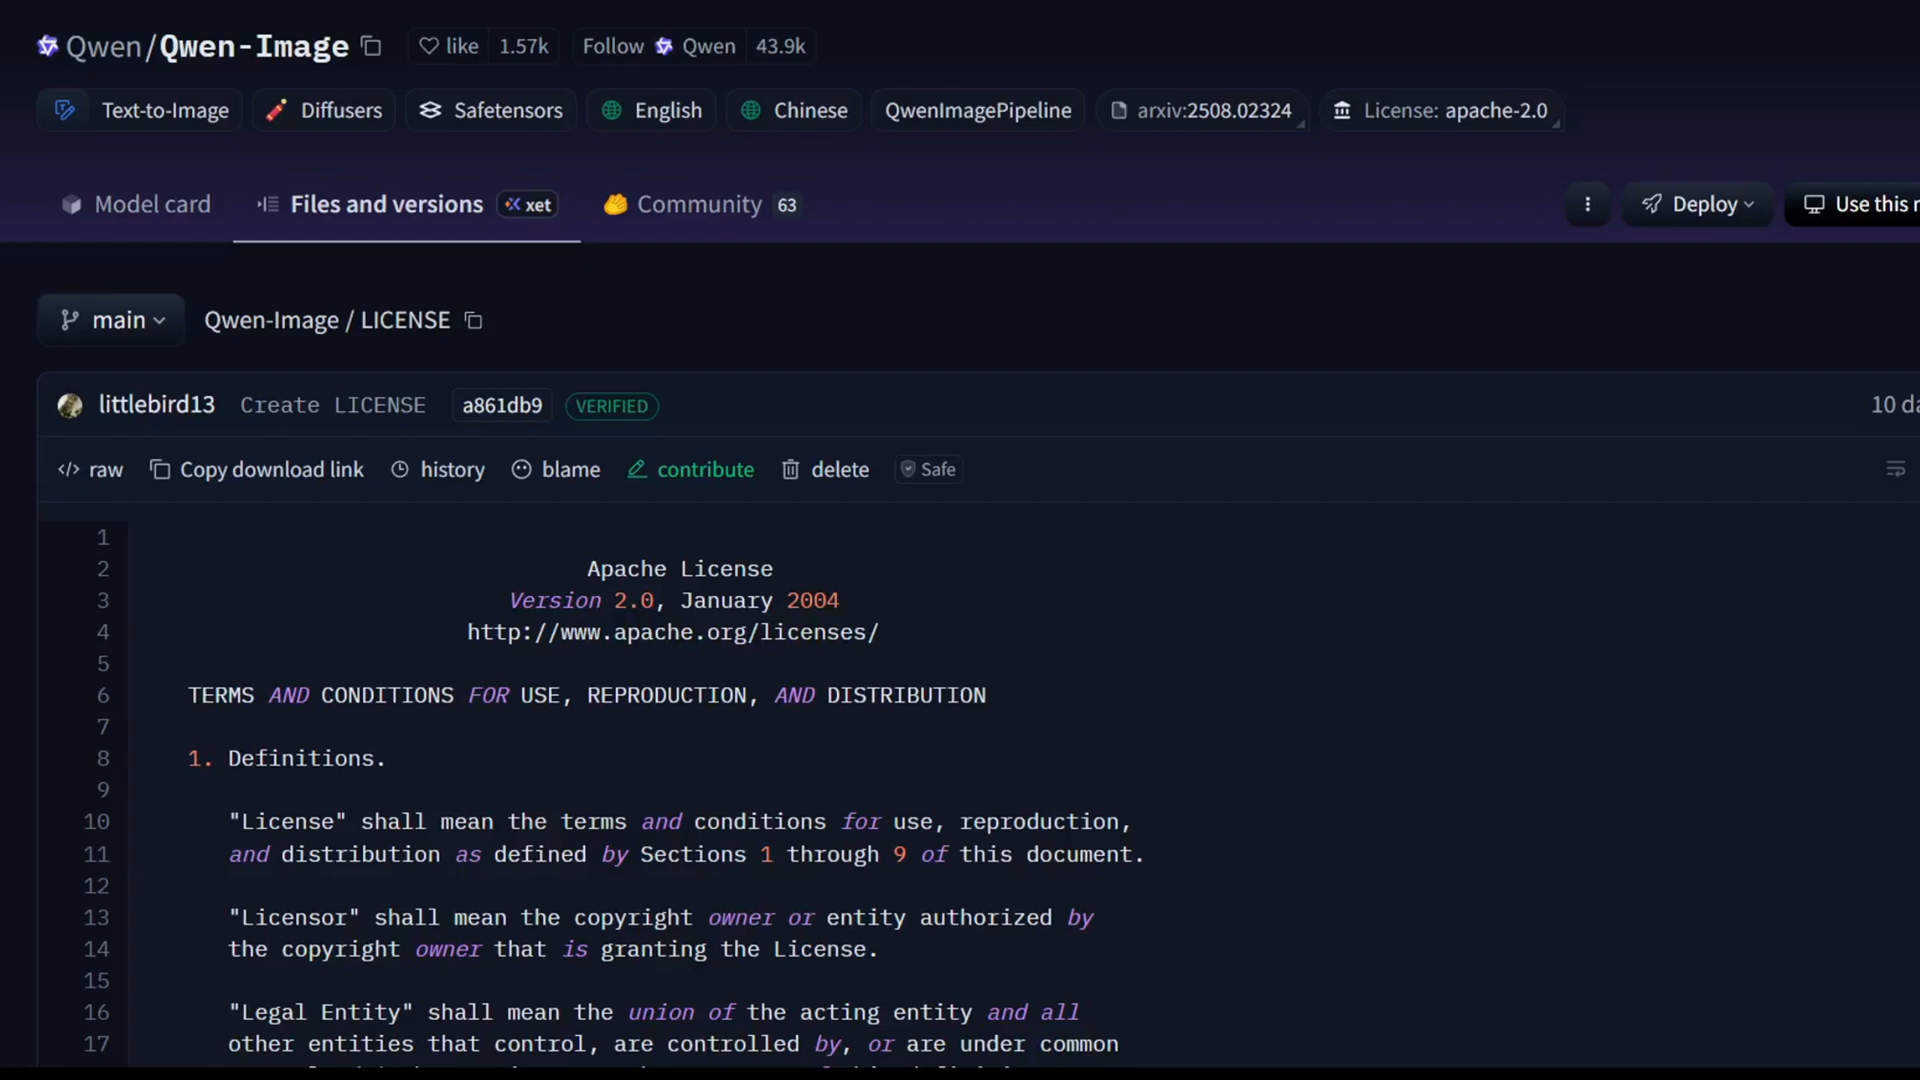 Qwen/Qwen-Image like 1.57k Follow Qwen 43.9k
Text-to-Image Diffusers Safetensors English Chinese QwenImagePipeline arxiv:2508.02324 License: apache-2.0
Model card Files and versions xet Community 63 Deploy Use this
main Qwen-Image / LICENSE
littlebird13 Create LICENSE a861db9 VERIFIED 10
raw Copy download link history blame contribute delete Safe
1
2 Apache License
3 Version 2.0, January 2004
4 http://www.apache.org/licenses/
5
6 TERMS AND CONDITIONS FOR USE, REPRODUCTION, AND DISTRIBUTION
7
8 1. Definitions.
9
10 "License" shall mean the terms and conditions for use, reproduction,
11 and distribution as defined by Sections 1 through 9 of this document.
12
13 "Licensor" shall mean the copyright owner or entity authorized by
14 the copyright owner that is granting the License.
15
16 "Legal Entity" shall mean the union of the acting entity and all
17 other entities that control, are controlled by, or are under common